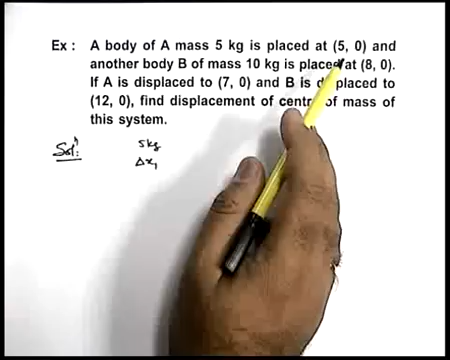 Ex : A body of A mass 5 kg is placed at (5, 0) and
another body B of mass 10 kg is placed at (8, 0).
If A is displaced to (7, 0) and B is displaced to
(12, 0), find displacement of centre of mass of
this system.
Solⁿ: 5kg
Δx₁